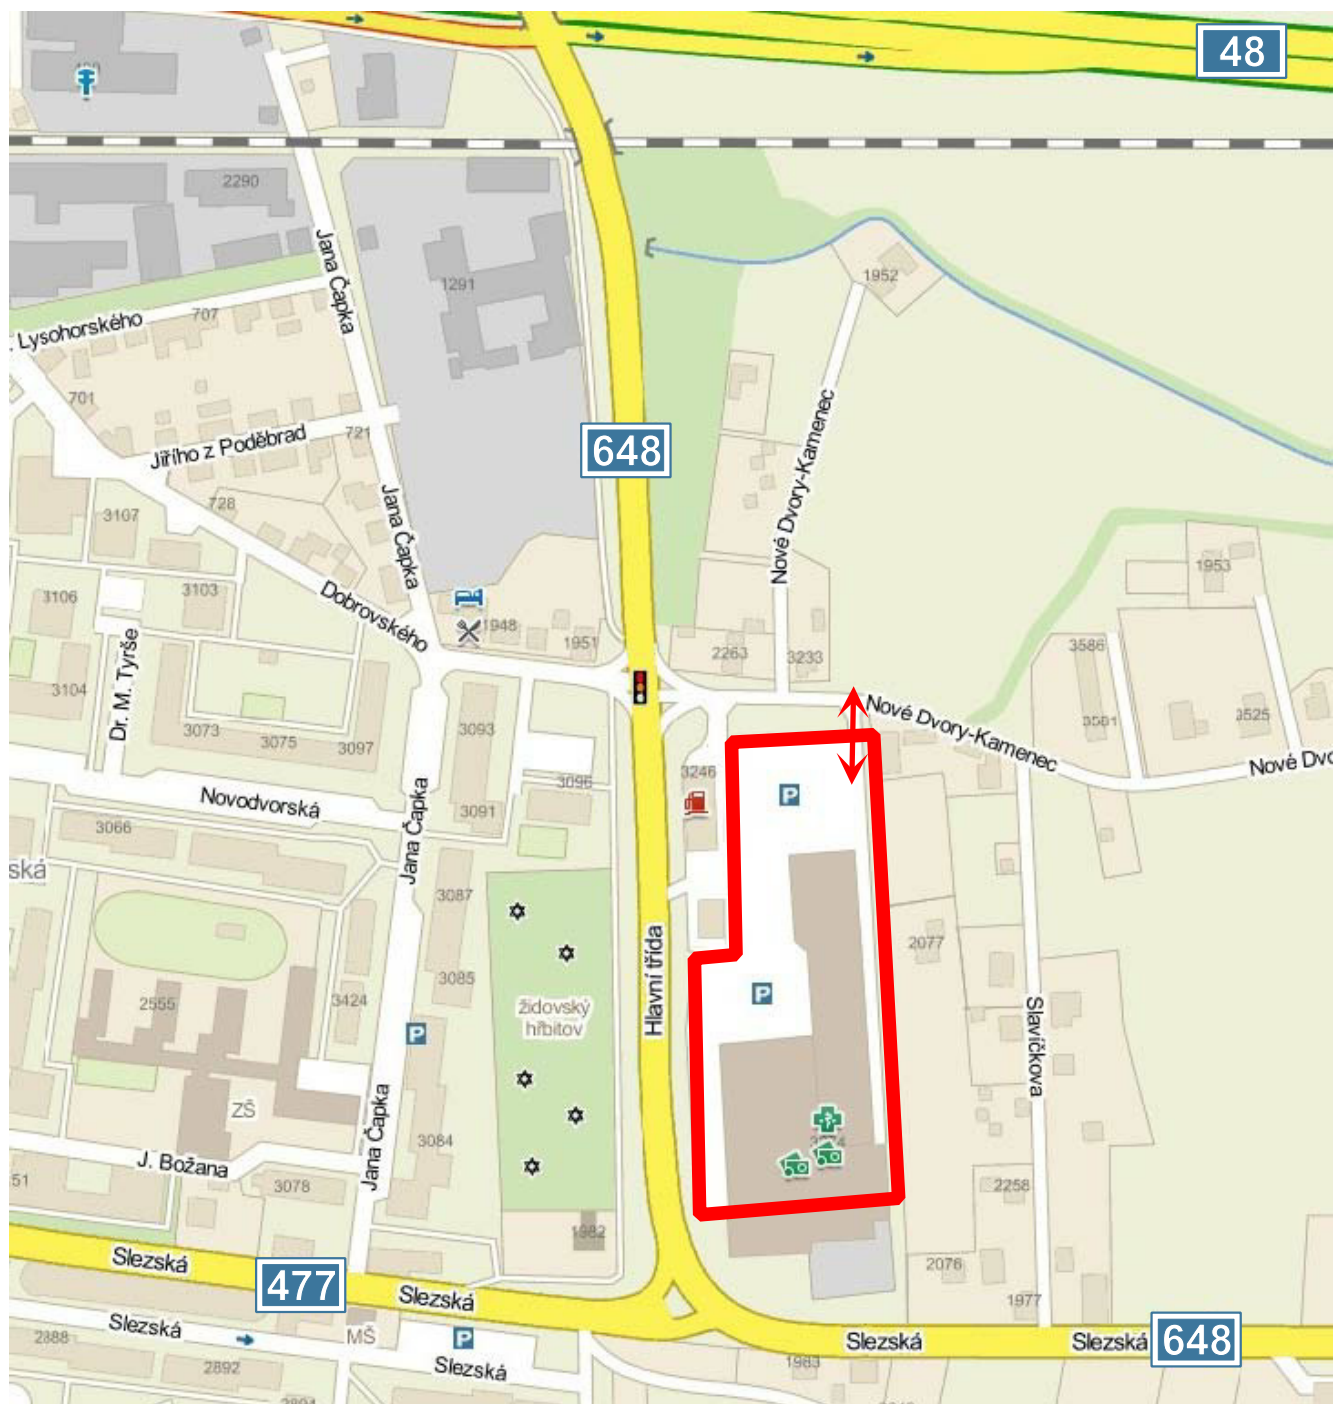 48
2290
Jana Čapka
1291
1952
707
. Lysohorského
701
Jiřího z Poděbrad
721
648
Nové Dvory-Kamenec
Jana Čapka
728
3107
3106
3103
Dobrovského
1948
1951
2263
3233
1953
3586
3104
Dr. M. Tyrše
3073
3075
3097
3093
Nové Dvory-Kamenec
3561
3525
Nové Dvo
3246
P
3096
Novodvorská
3091
3066
Jana Čapka
ská
3087
2077
Hlavní třída
3085
P
2555
3424
židovský
hřbitov
P
Slavíčkova
ZŠ
Jana Čapka
3084
J. Božana
51
3078
2258
1982
Slezská
477
Slezská
2076
1977
Slezská
MŠ
P
2888
2892
Slezská
Slezská
Slezská
648
1983